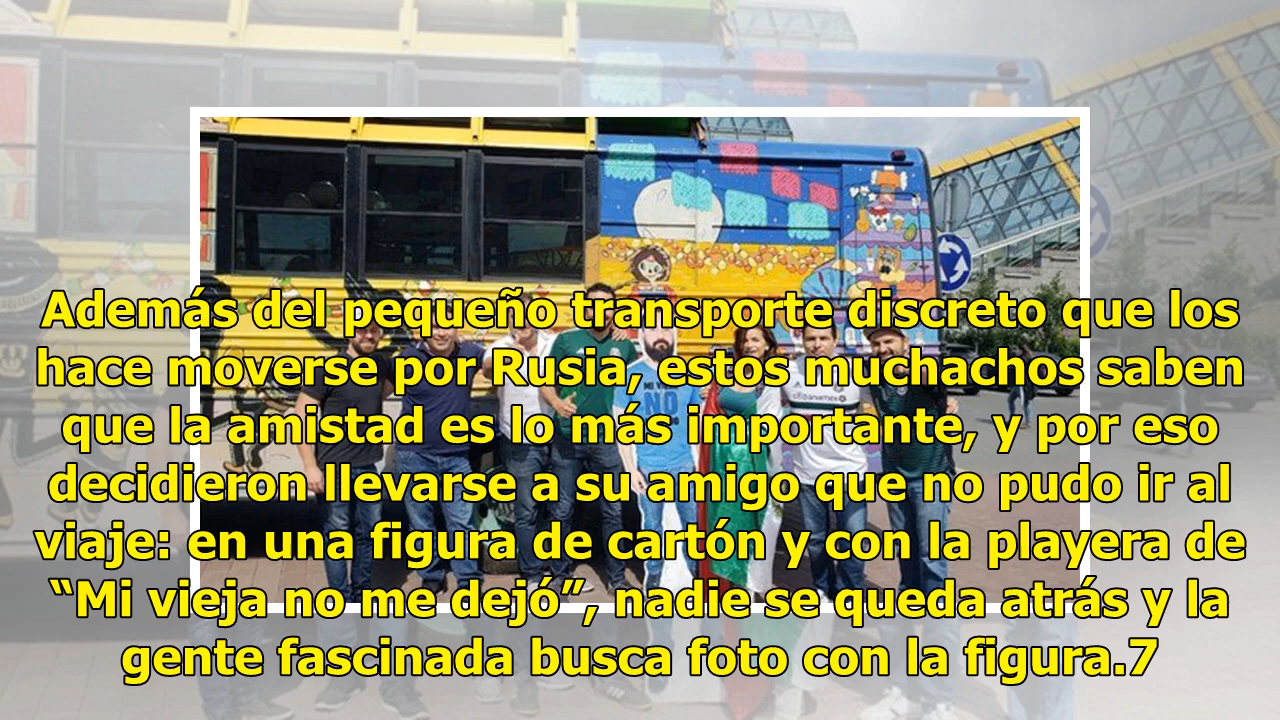 Además del pequeño transporte discreto que los
hace moverse por Rusia, estos muchachos saben
que la amistad es lo más importante, y por eso
decidieron llevarse a su amigo que no pudo ir al
viaje: en una figura de cartón y con la playera de
“Mi vieja no me dejó”, nadie se queda atrás y la
gente fascinada busca foto con la figura.7
MI
NO
citibanamex